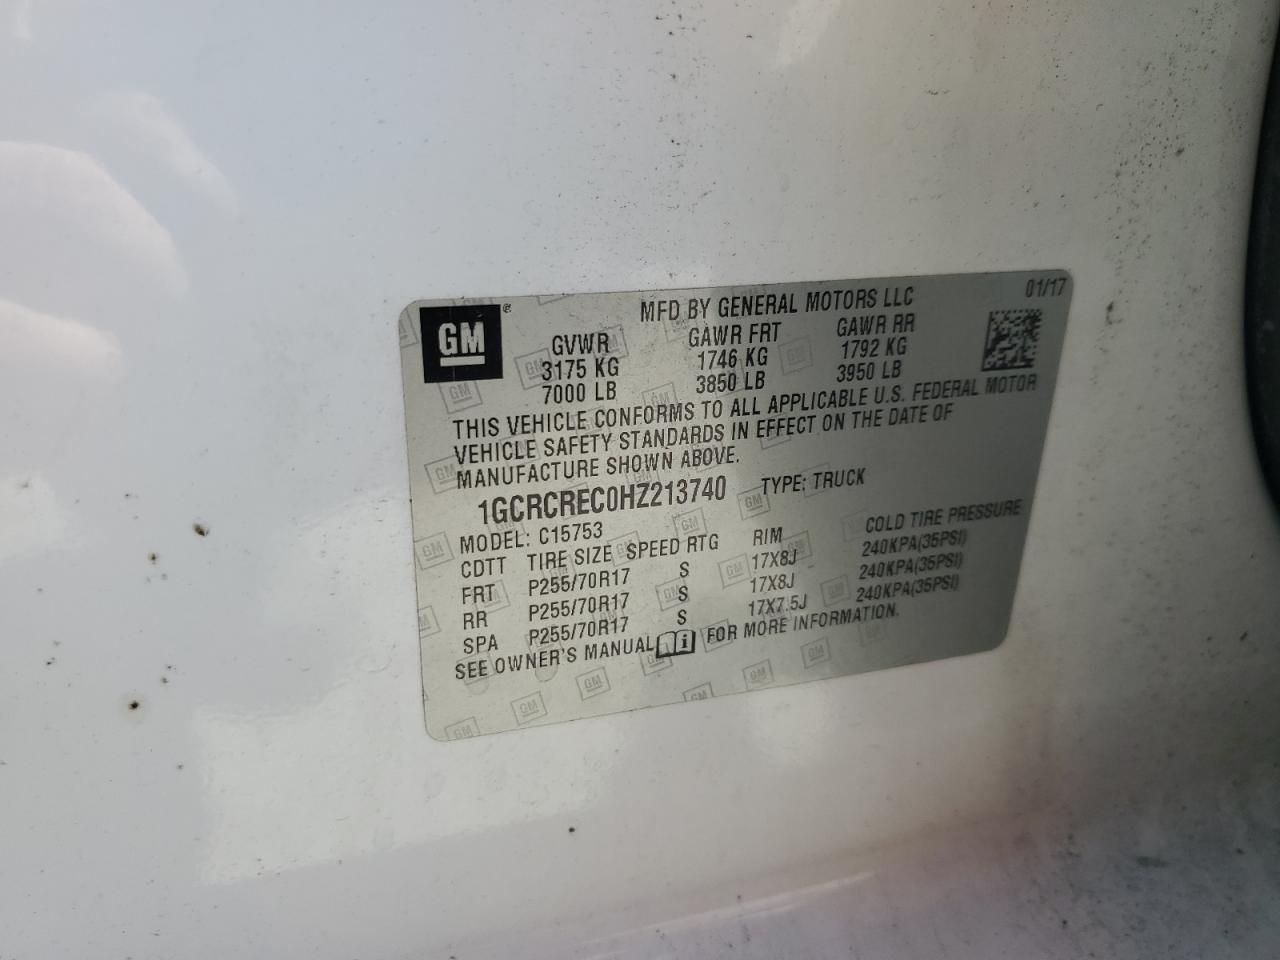 GM®
MFD BY GENERAL MOTORS LLC 01/17
GVWR GAWR FRT GAWR RR
3175 KG 1746 KG 1792 KG
7000 LB 3850 LB 3950 LB
THIS VEHICLE CONFORMS TO ALL APPLICABLE U.S. FEDERAL MOTOR
VEHICLE SAFETY STANDARDS IN EFFECT ON THE DATE OF
MANUFACTURE SHOWN ABOVE.
1GCRCREC0HZ213740 TYPE: TRUCK
MODEL: C15753
CDTT TIRE SIZE SPEED RTG RIM COLD TIRE PRESSURE
FRT P255/70R17 S 17X8J 240KPA(35PSI)
RR P255/70R17 S 17X8J 240KPA(35PSI)
SPA P255/70R17 S 17X7.5J 240KPA(35PSI)
SEE OWNER'S MANUAL FOR MORE INFORMATION.